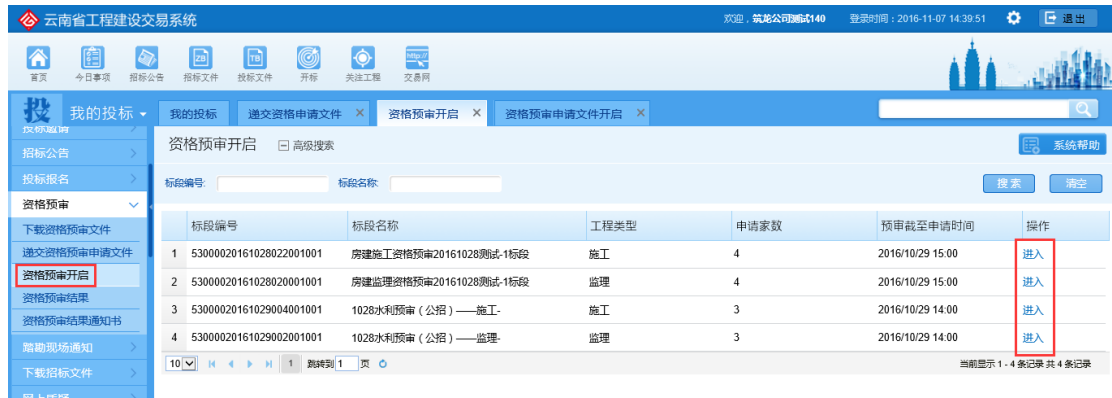 云南省工程建设交易系统 欢迎，筑龙公司测试140 登录时间：2016-11-07 14:39:51 退出
ZB TB http://
首页 今日事项 招标公告 招标文件 投标文件 开标 关注工程 交易网
投 我的投标 我的投标 递交资格申请文件 × 资格预审开启 × 资格预审申请文件开启 ×
投标邀请
招标公告
投标报名
资格预审
下载资格预审文件
递交资格预审申请文件
资格预审开启
资格预审结果
资格预审结果通知书
踏勘现场通知
下载招标文件
网上质疑
资格预审开启 高级搜索 系统帮助
标段编号: 标段名称: 搜索 清空
标段编号 标段名称 工程类型 申请家数 预审截至申请时间 操作
1 53000020161028022001001 房建施工资格预审20161028测试-1标段 施工 4 2016/10/29 15:00 进入
2 53000020161028020001001 房建监理资格预审20161028测试-1标段 监理 4 2016/10/29 15:00 进入
3 53000020161029004001001 1028水利预审（公招）——施工- 施工 3 2016/10/29 14:00 进入
4 53000020161029002001001 1028水利预审（公招）——监理- 监理 3 2016/10/29 14:00 进入
10 1 跳转到 1 页 当前显示 1 - 4 条记录 共 4 条记录